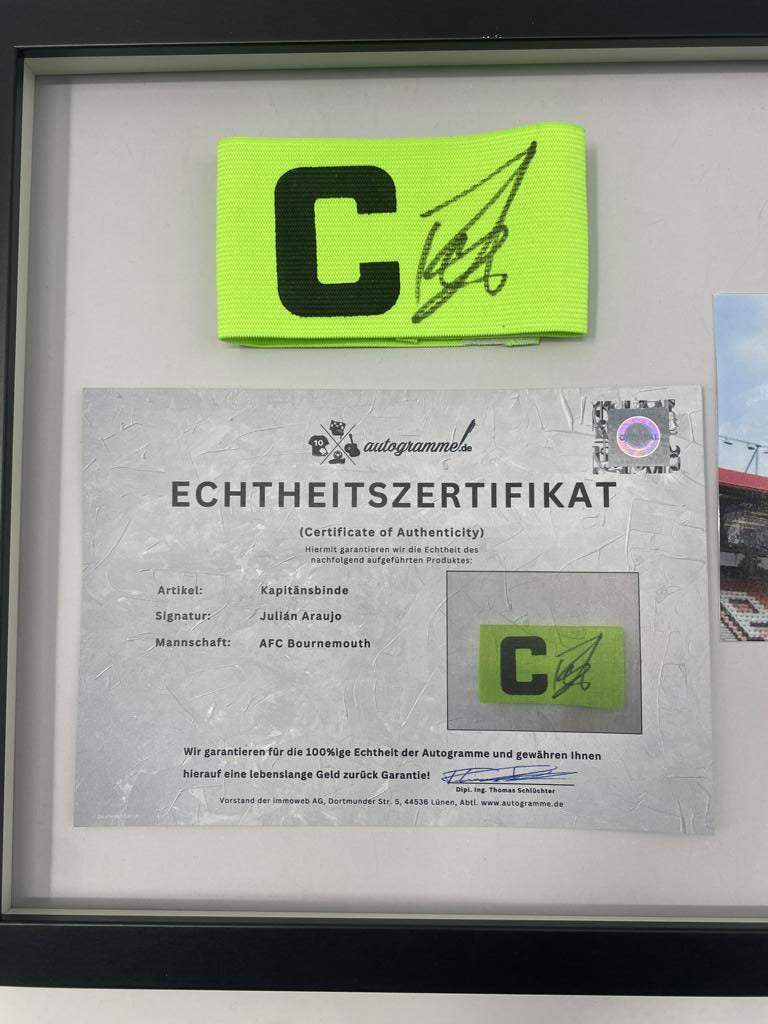 C
10
autogramme.de
ECHTHEITSZERTIFIKAT
(Certificate of Authenticity)
Hiermit garantieren wir die Echtheit des
nachfolgend aufgeführten Produktes:
Artikel: Kapitänsbinde
Signatur: Julián Araujo
Mannschaft: AFC Bournemouth
C
Wir garantieren für die 100%ige Echtheit der Autogramme und gewähren Ihnen
hierauf eine lebenslange Geld zurück Garantie!
Dipl. Ing. Thomas Schlüchter
Vorstand der immoweb AG, Dortmunder Str. 5, 44536 Lünen, Abtl. www.autogramme.de